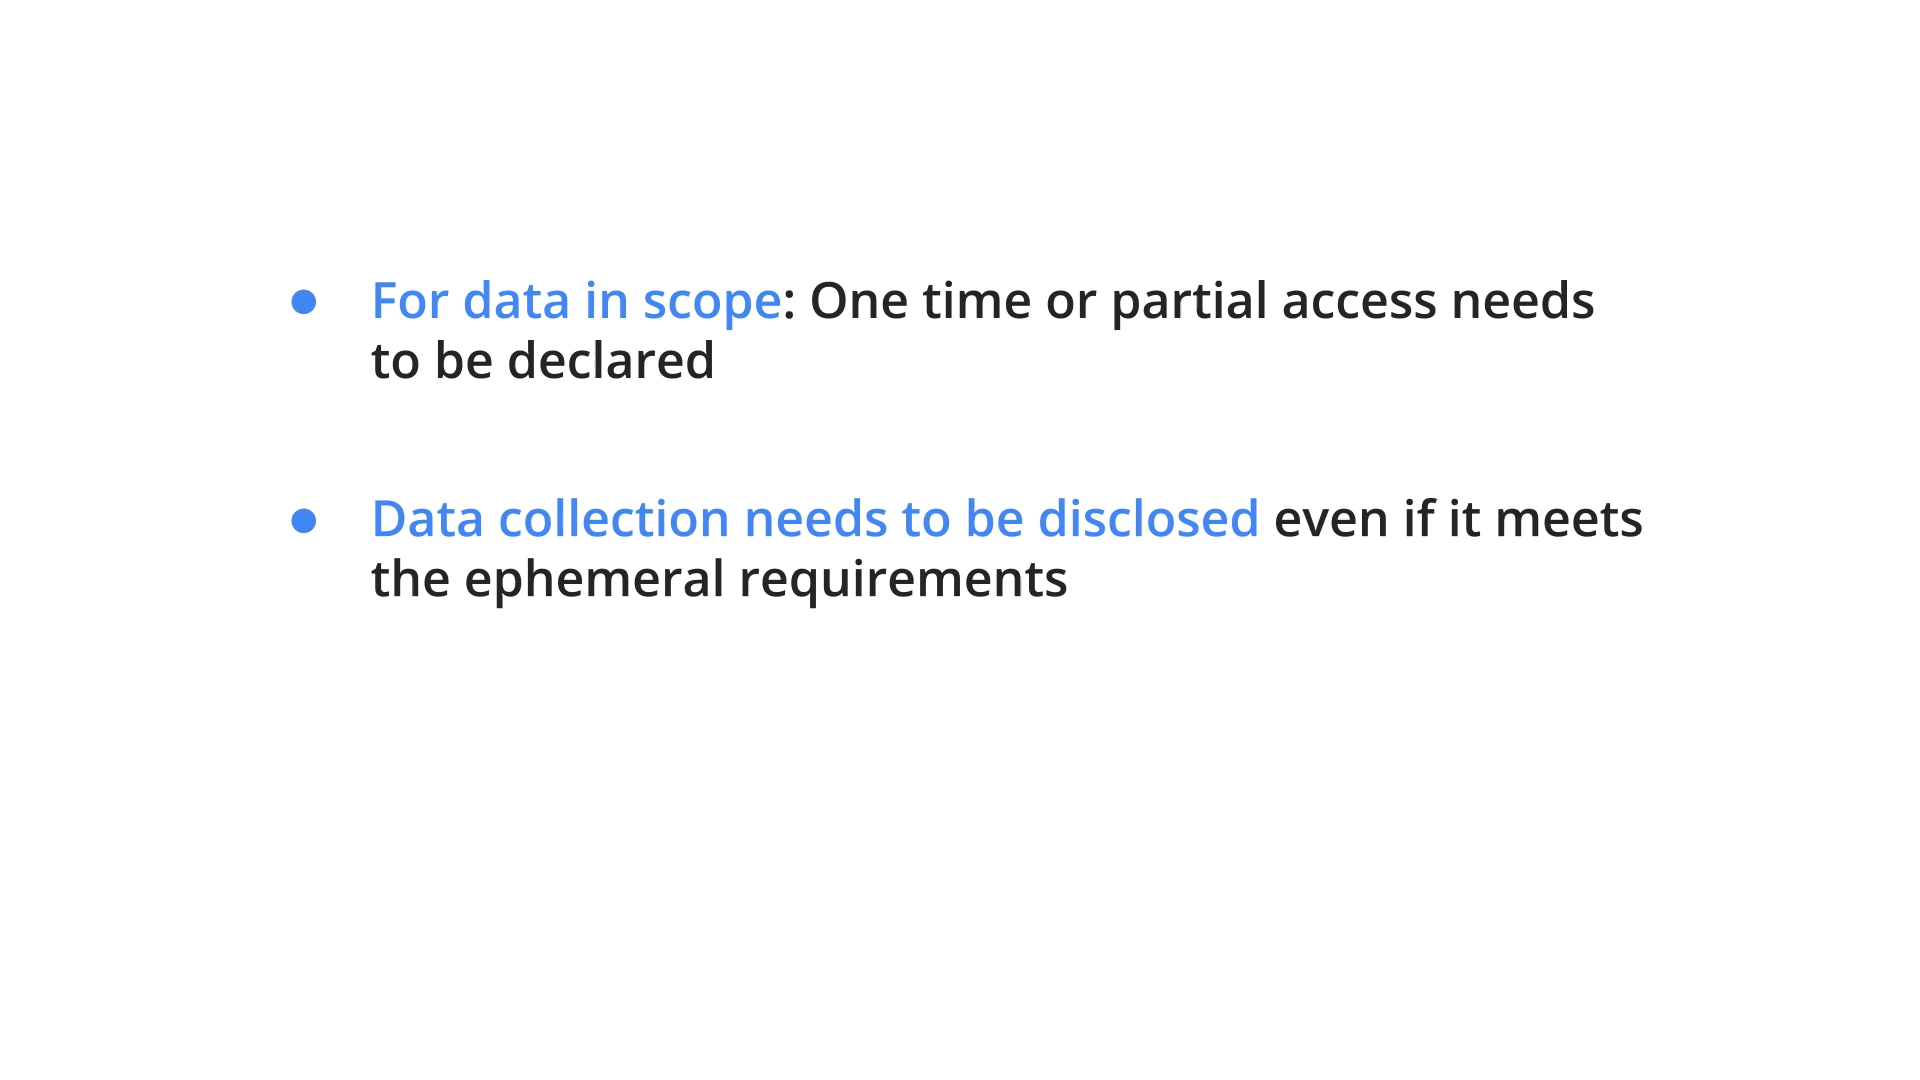 ● For data in scope: One time or partial access needs
to be declared
● Data collection needs to be disclosed even if it meets
the ephemeral requirements